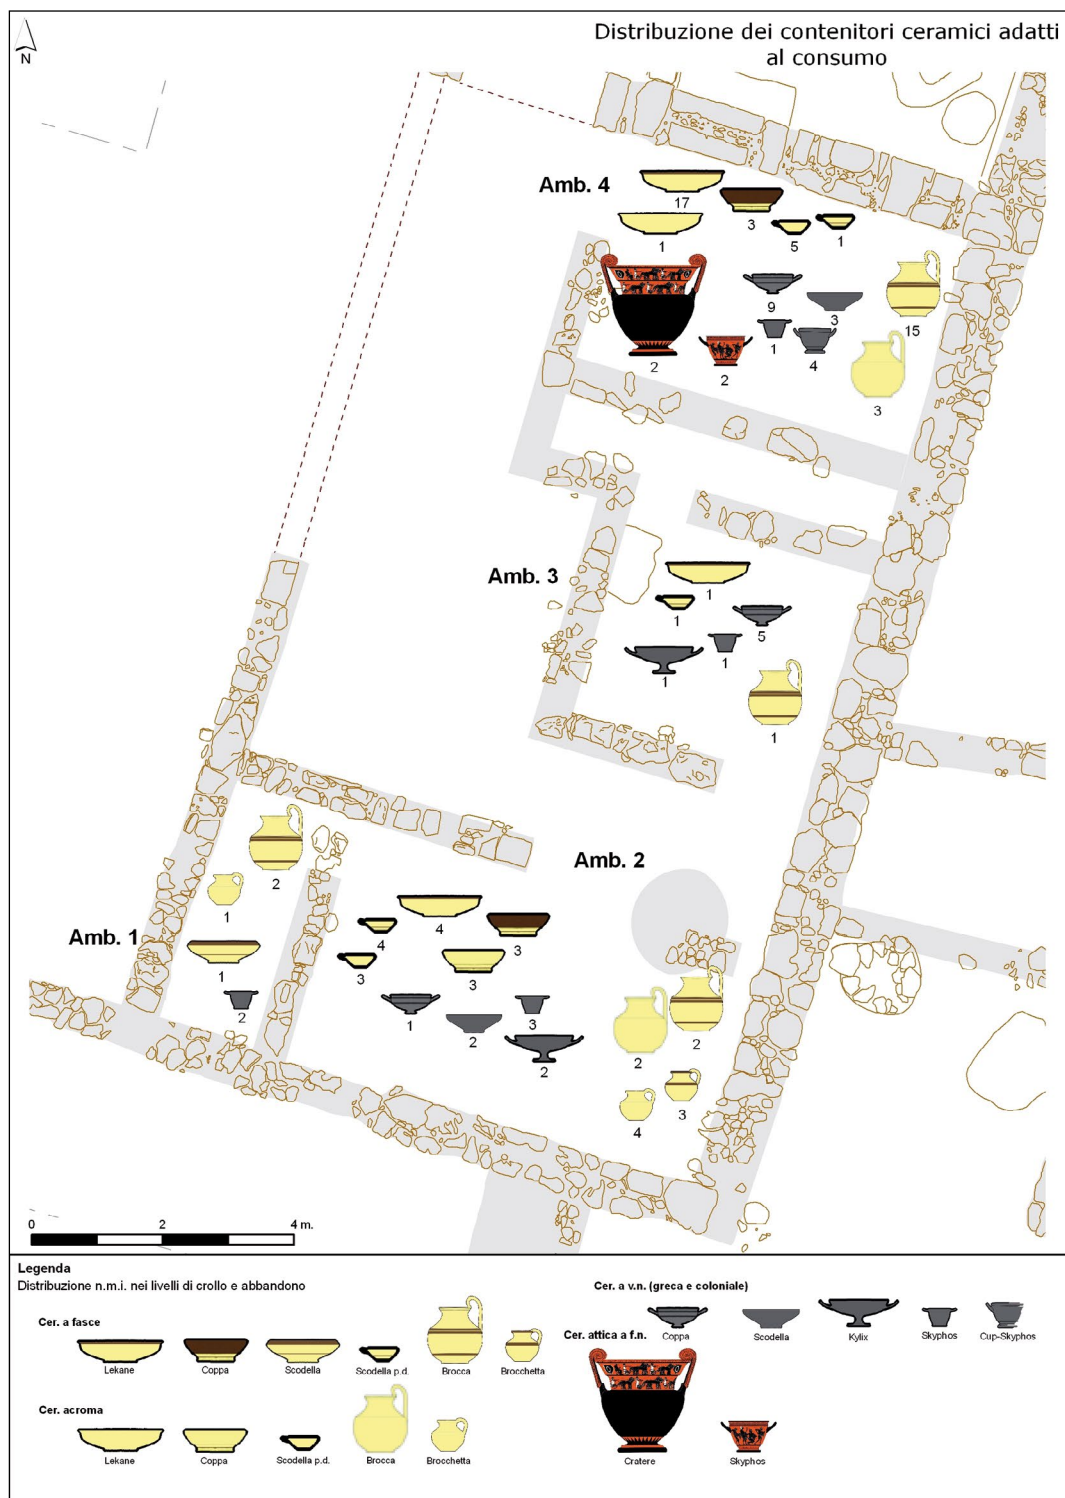 Distribuzione dei contenitori ceramici adatti
al consumo
N
Amb. 4
17
3
5
1
1
9
3
15
1
4
2
2
3
Amb. 3
1
1
5
1
1
1
Amb. 2
2
1
Amb. 1
1
2
4
4
3
3
3
1
2
3
2
2
2
3
4
0 2 4 m.
Legenda
Distribuzione n.m.i. nei livelli di crollo e abbandono
Cer. a fasce
Lekane Coppa Scodella Scodella p.d. Brocca Brocchetta
Cer. acroma
Lekane Coppa Scodella p.d. Brocca Brocchetta
Cer. a v.n. (greca e coloniale)
Coppa Scodella Kylix Skyphos Cup-Skyphos
Cer. attica a f.n.
Cratere Skyphos